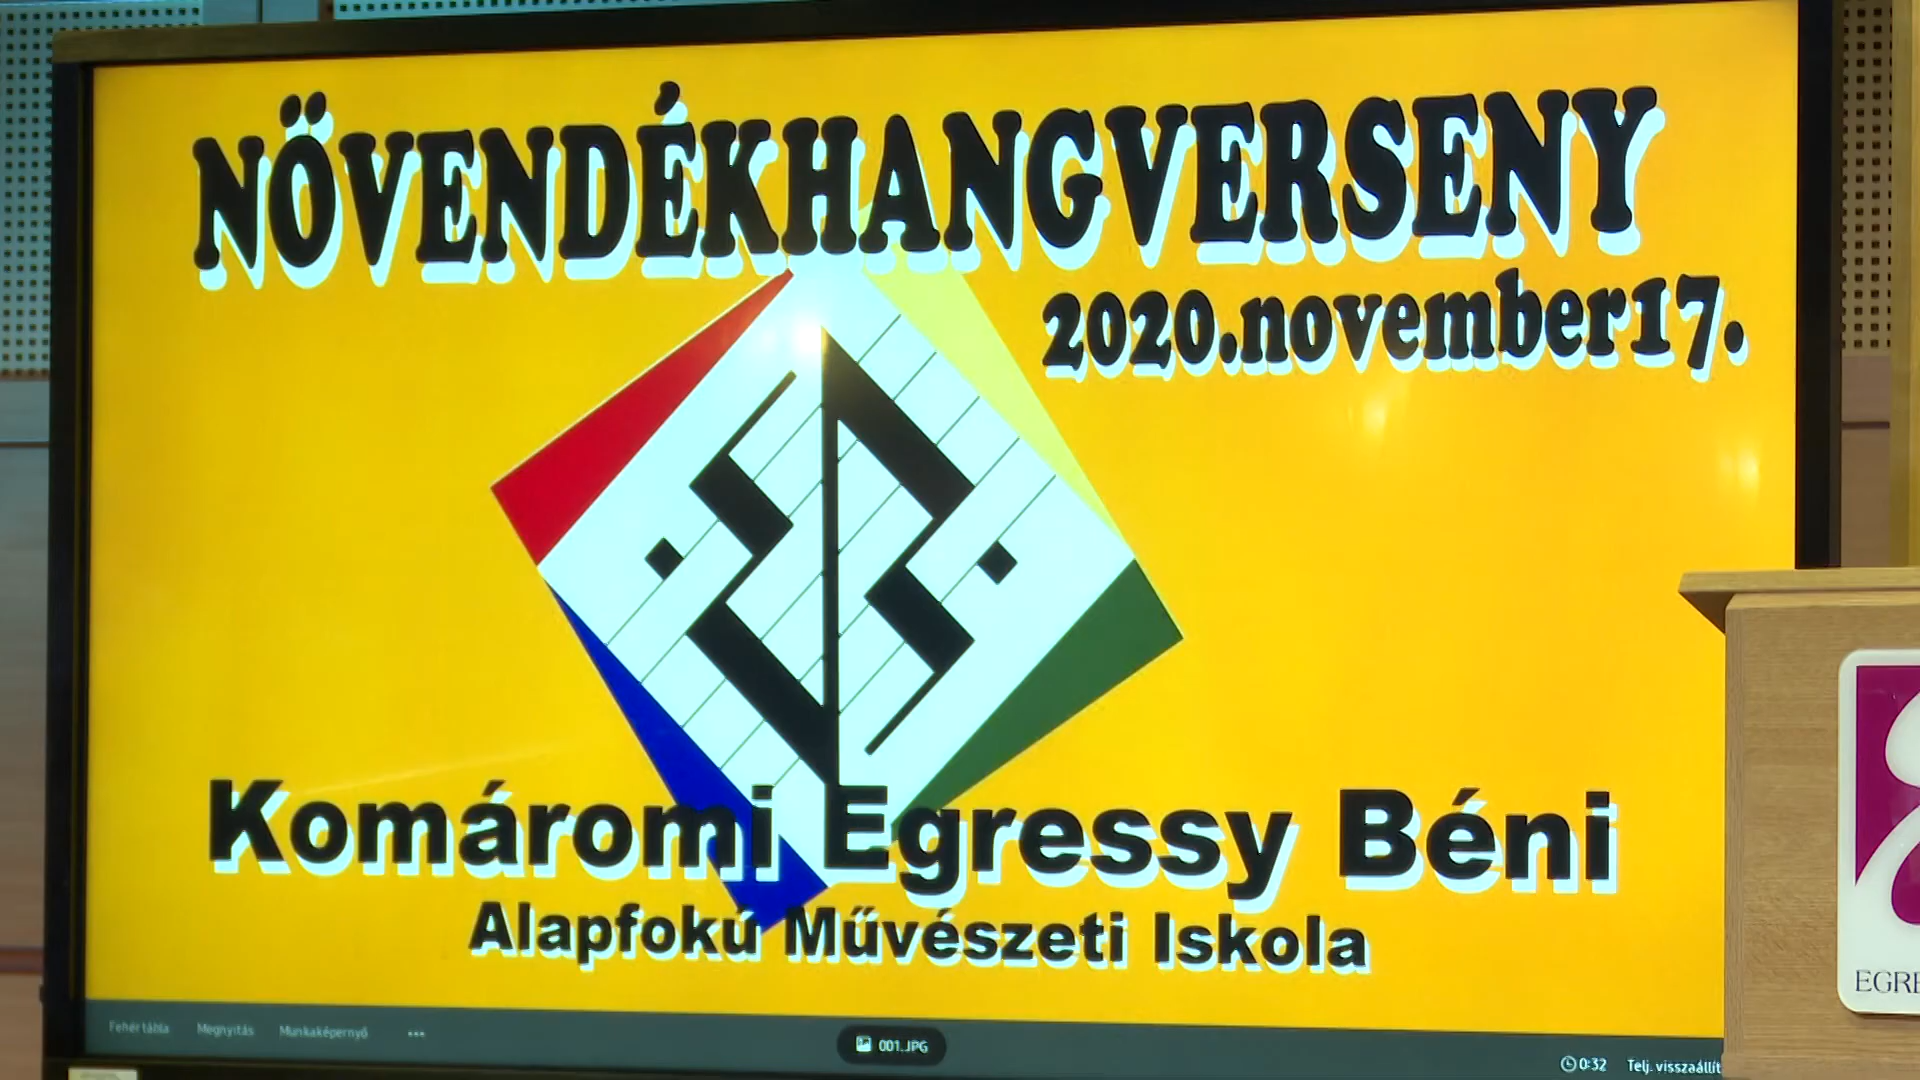 NÖVENDÉKHANGVERSENY
2020.november17.
Komáromi Egressy Béni
Alapfokú Művészeti Iskola
Fehértábla Megnyitás Munkaképernyő ...
001.JPG
0:32 Telj. visszaállít
EGRE